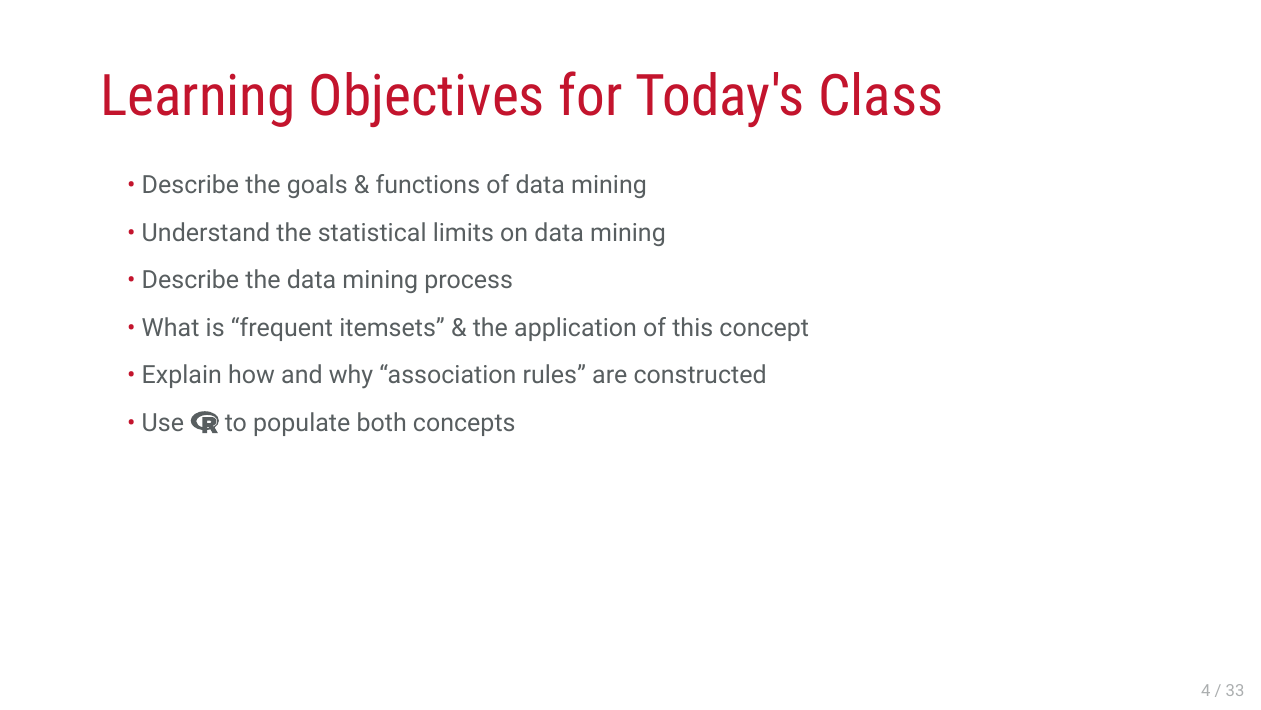 Learning Objectives for Today's Class
• Describe the goals & functions of data mining
• Understand the statistical limits on data mining
• Describe the data mining process
• What is “frequent itemsets” & the application of this concept
• Explain how and why “association rules” are constructed
• Use R to populate both concepts
4 / 33